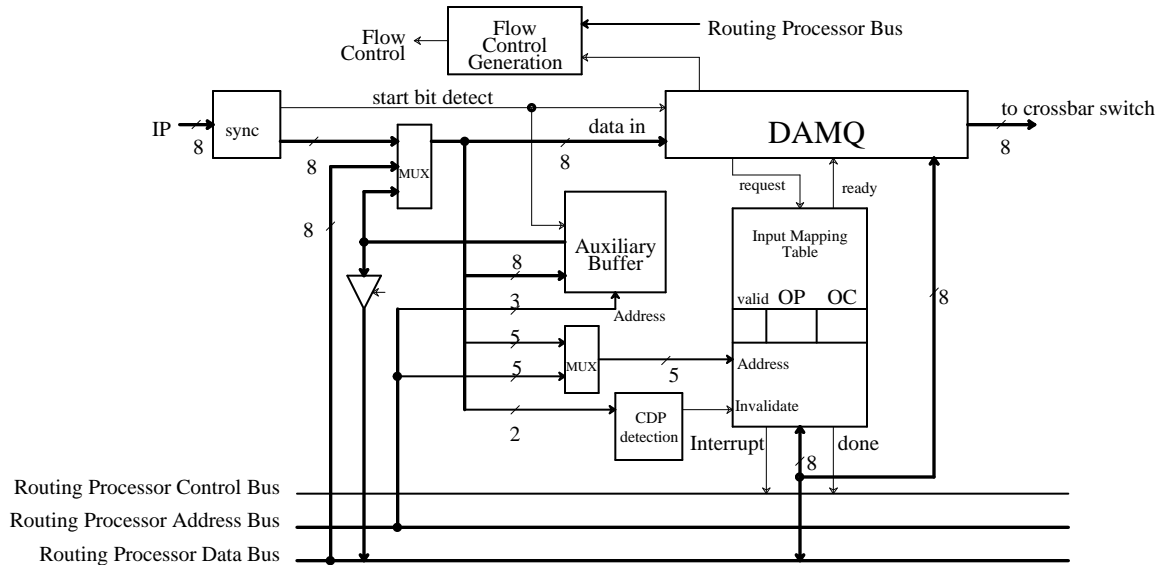 Flow
Control
Flow
Control
Generation
Routing Processor Bus
IP
8
sync
start bit detect
8
MUX
data in
8
DAMQ
to crossbar switch
8
request
ready
8
Auxiliary
Buffer
8
3
Address
Input Mapping
Table
valid OP OC
8
5
5
MUX
5
Address
2
CDP
detection
Invalidate
Interrupt
done
8
Routing Processor Control Bus
Routing Processor Address Bus
Routing Processor Data Bus